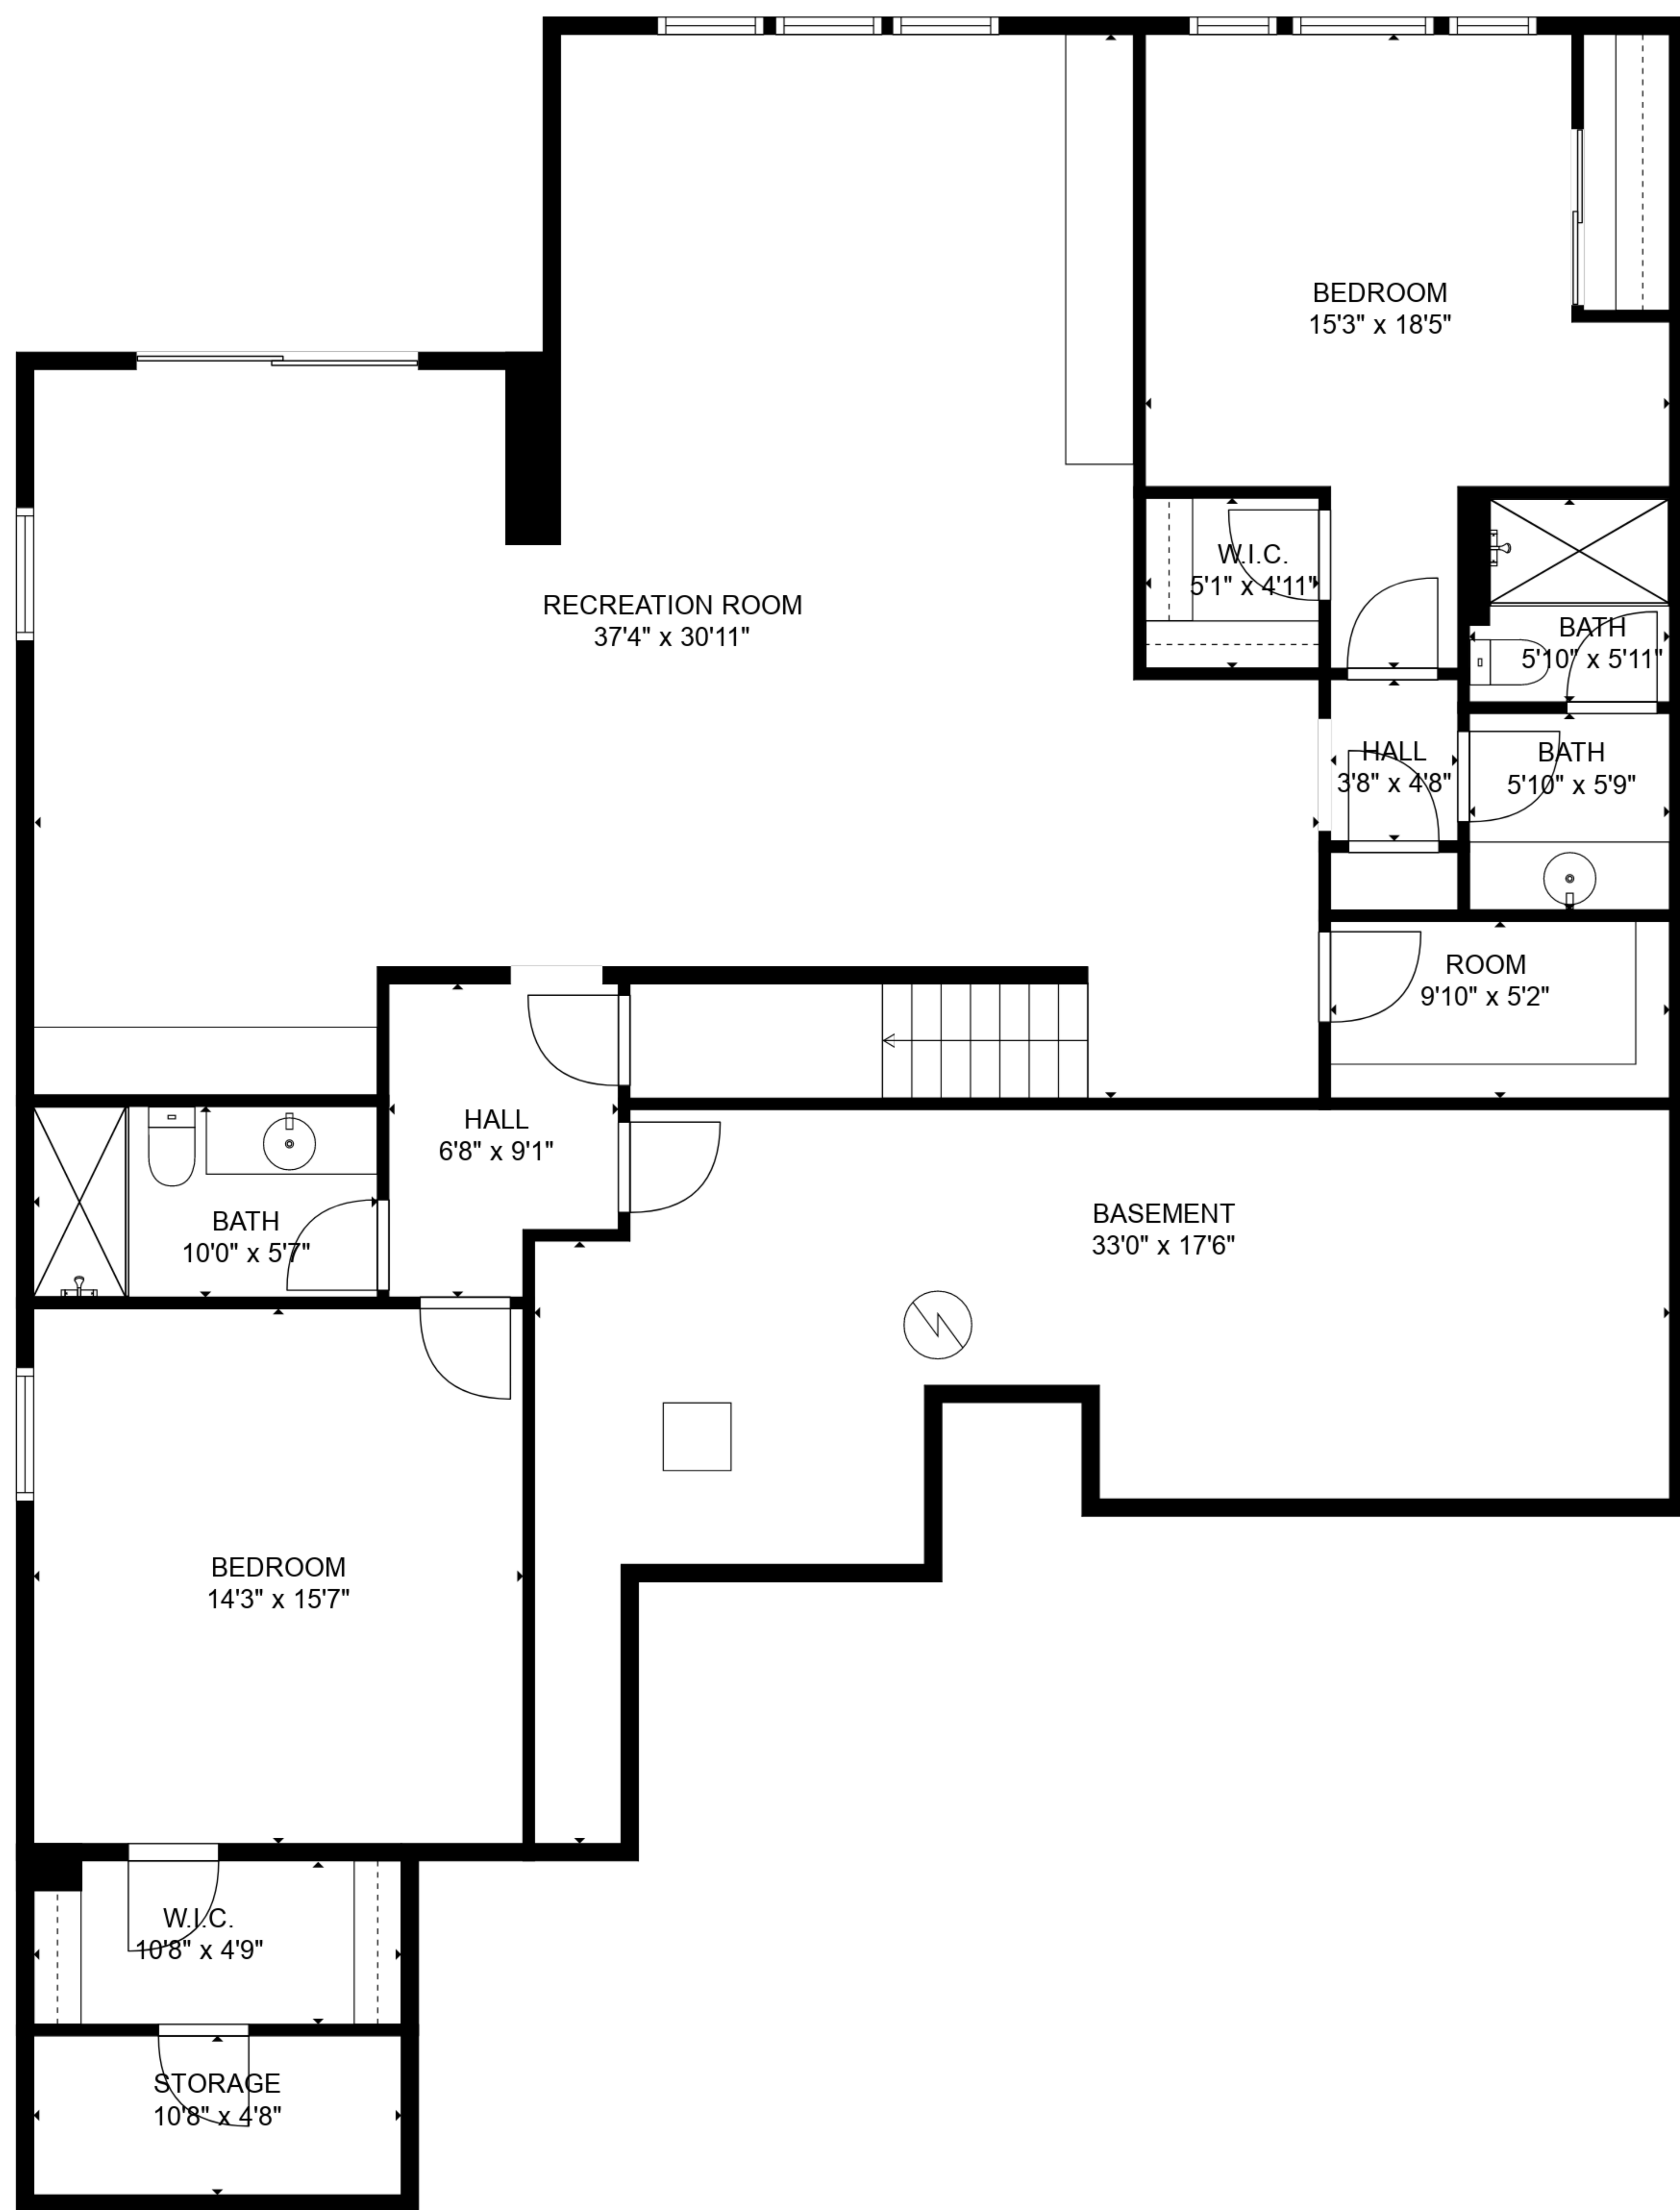 BEDROOM
15'3" x 18'5"
W.I.C.
5'1" x 4'11"
RECREATION ROOM
37'4" x 30'11"
BATH
5'10" x 5'11"
HALL
3'8" x 4'8"
BATH
5'10" x 5'9"
ROOM
9'10" x 5'2"
HALL
6'8" x 9'1"
BATH
10'0" x 5'7"
BASEMENT
33'0" x 17'6"
BEDROOM
14'3" x 15'7"
W.I.C.
10'8" x 4'9"
STORAGE
10'8" x 4'8"